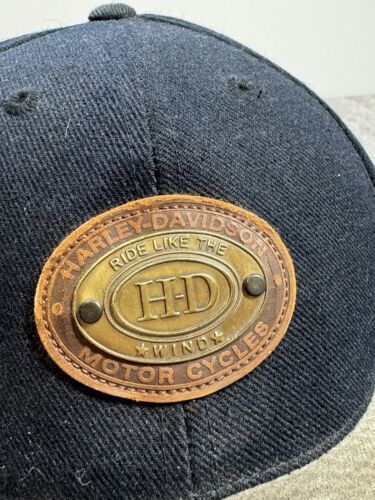 HARLEY-DAVIDSON
RIDE LIKE THE
H-D
WIND
MOTOR CYCLES